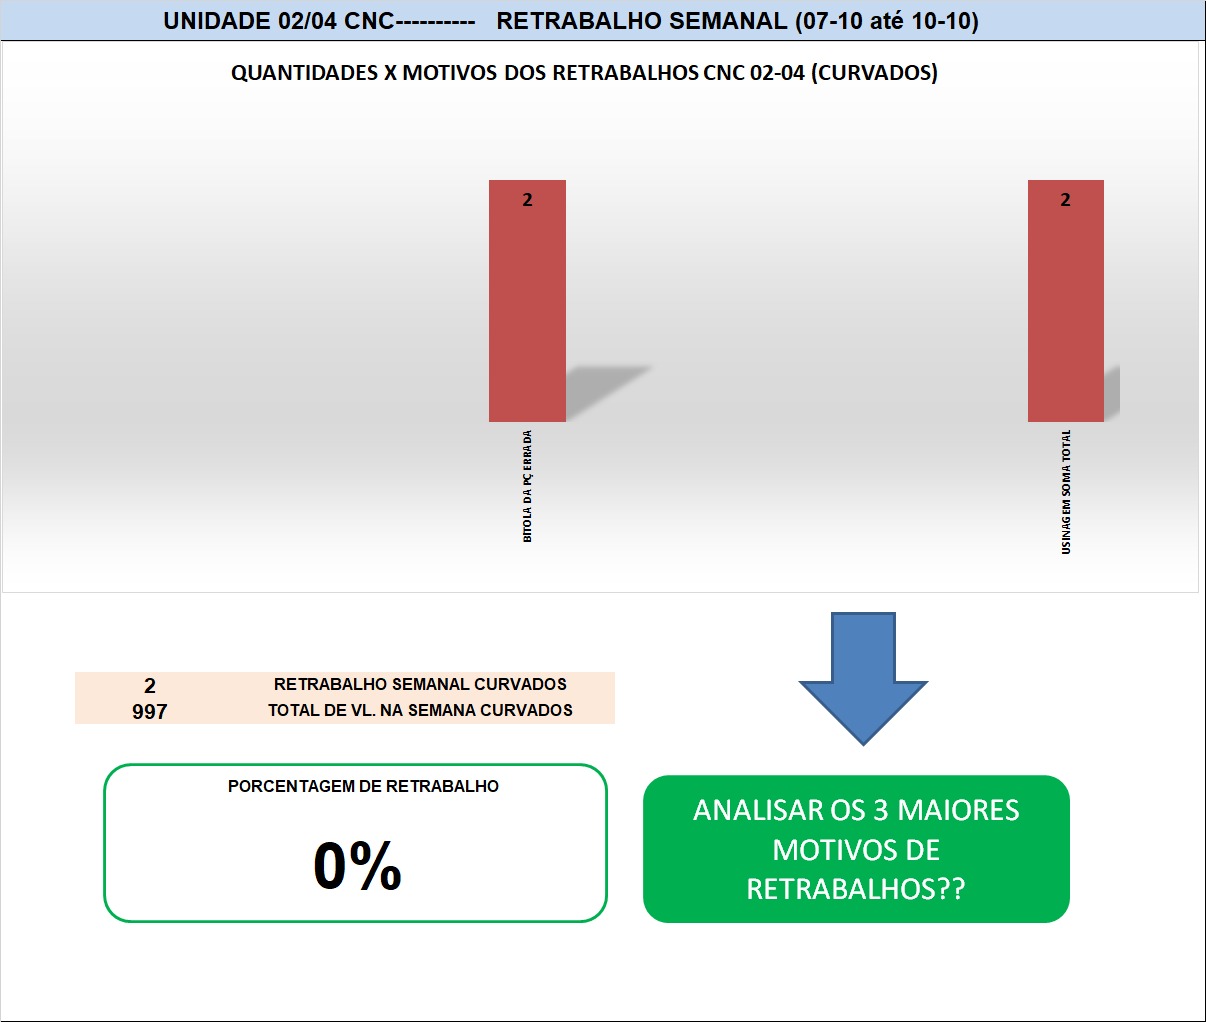 UNIDADE 02/04 CNC---------- RETRABALHO SEMANAL (07-10 até 10-10)
QUANTIDADES X MOTIVOS DOS RETRABALHOS CNC 02-04 (CURVADOS)
2
2
BITOLA DA PÇ ERRADA
USINAGEM SOMA TOTAL
2 RETRABALHO SEMANAL CURVADOS
997 TOTAL DE VL. NA SEMANA CURVADOS
PORCENTAGEM DE RETRABALHO
0%
ANALISAR OS 3 MAIORES
MOTIVOS DE
RETRABALHOS??